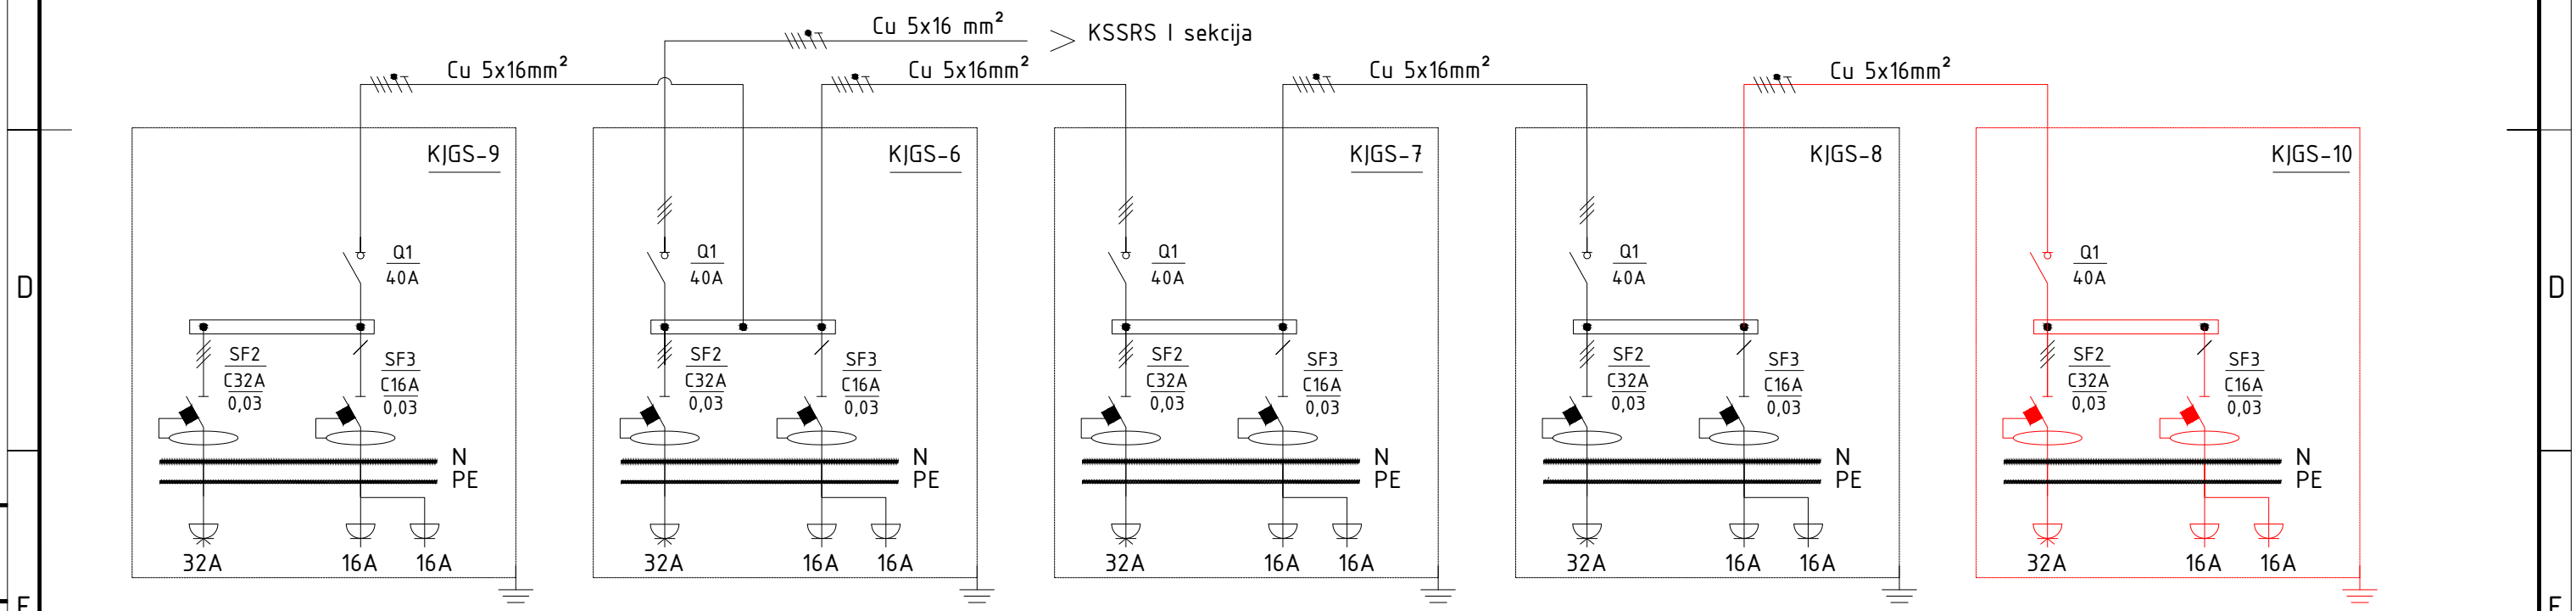 Cu 5x16 mm²
KSSRS I sekcija
Cu 5x16mm²
Cu 5x16mm²
Cu 5x16mm²
Cu 5x16mm²
KJGS-9
KJGS-6
KJGS-7
KJGS-8
KJGS-10
D
Q1
40A
Q1
40A
Q1
40A
Q1
40A
Q1
40A
D
SF2
C32A
0,03
SF3
C16A
0,03
SF2
C32A
0,03
SF3
C16A
0,03
SF2
C32A
0,03
SF3
C16A
0,03
SF2
C32A
0,03
SF3
C16A
0,03
SF2
C32A
0,03
SF3
C16A
0,03
N
PE
N
PE
N
PE
N
PE
N
PE
32A
16A
16A
32A
16A
16A
32A
16A
16A
32A
16A
16A
32A
16A
16A